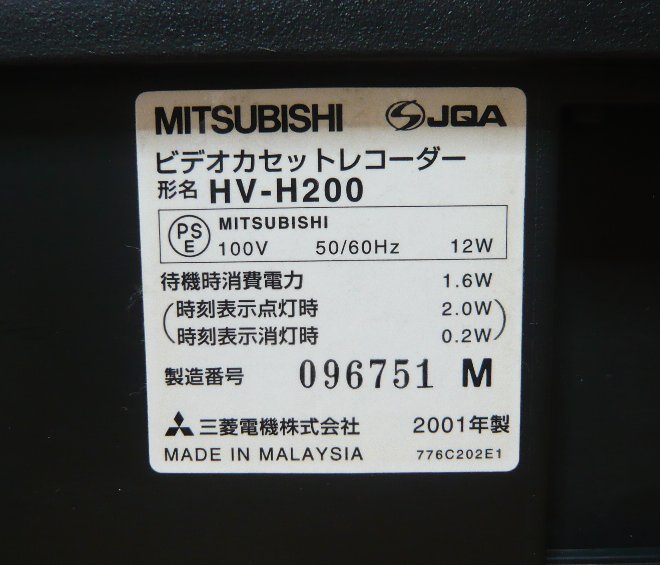 MITSUBISHI JQA
ビデオカセットレコーダー
形名 HV-H200
PSE MITSUBISHI
100V 50/60Hz 12W
待機時消費電力 1.6W
(時刻表示点灯時 2.0W)
(時刻表示消灯時 0.2W)
製造番号 096751 M
三菱電機株式会社 2001年製
MADE IN MALAYSIA 776C202E1